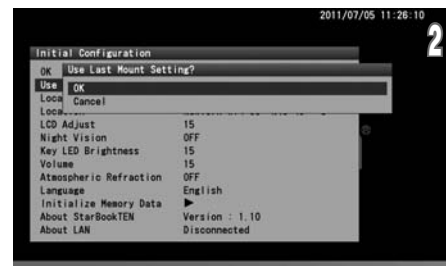 2011/07/05 11:26:10
2
Initial Configuration
OK
Use Last Mount Setting?
Use
OK
Loca
Cancel
LCD Adjust 15
Night Vision OFF
Key LED Brightness 15
Volume 15
Atmospheric Refraction OFF
Language English
Initialize Memory Data ▶
About StarBookTEN Version : 1.10
About LAN Disconnected